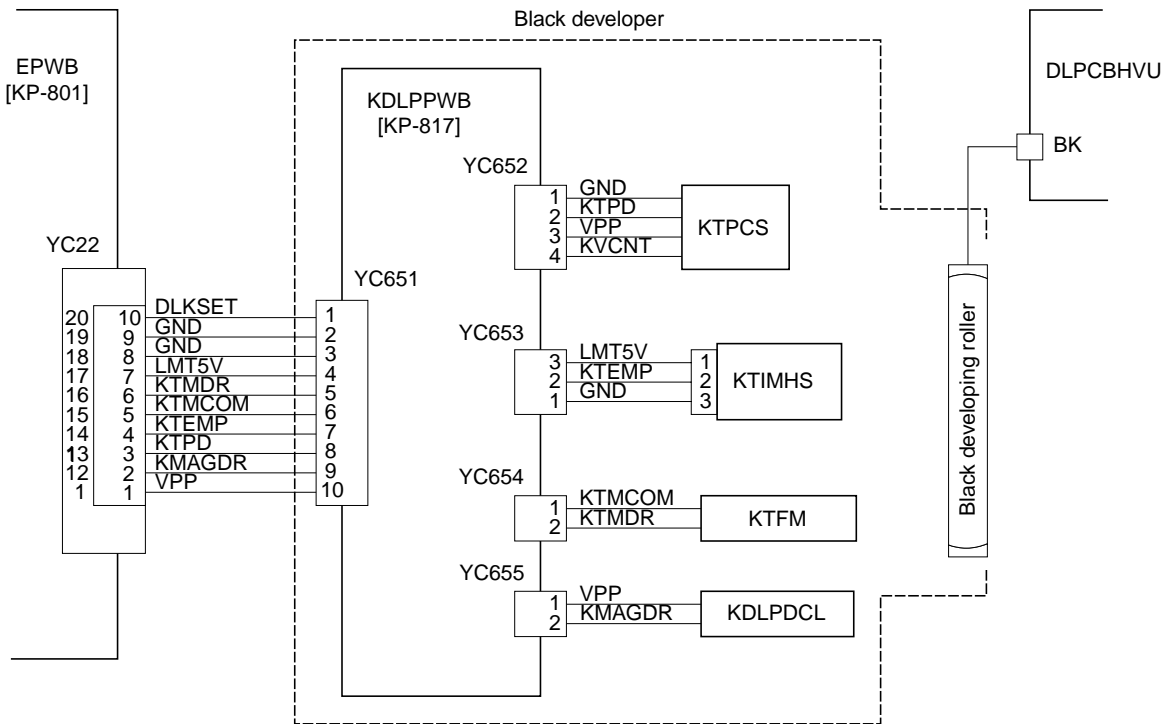 Black developer
EPWB
[KP-801]
YC22
20 10 DLKSET 1
19 9 GND 2
18 8 GND 3
17 7 LMT5V 4
16 6 KTMDR 5
15 5 KTMCOM 6
14 4 KTEMP 7
13 3 KTPD 8
12 2 KMAGDR 9
1 1 VPP 10
YC651
KDLPPWB
[KP-817]
YC652
1 GND
2 KTPD
3 VPP
4 KVCNT
KTPCS
YC653
3 LMT5V 1
2 KTEMP 2
1 GND 3
KTIMHS
YC654
1 KTMCOM
2 KTMDR
KTFM
YC655
1 VPP
2 KMAGDR
KDLPDCL
Black developing roller
DLPCBHVU
BK